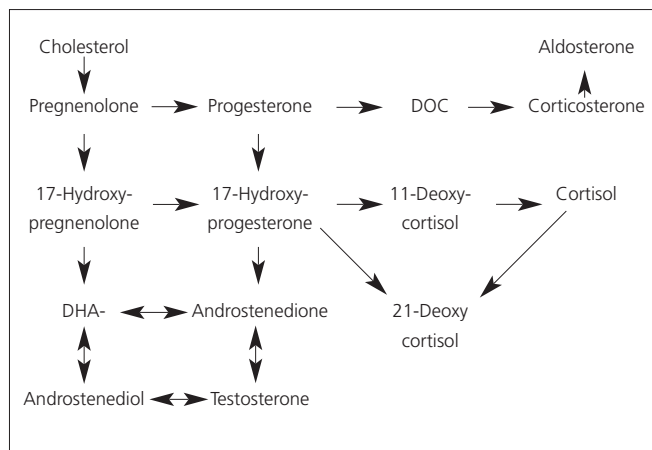 Cholesterol
Aldosterone
Pregnenolone
Progesterone
DOC
Corticosterone
17-Hydroxy-
pregnenolone
17-Hydroxy-
progesterone
11-Deoxy-
cortisol
Cortisol
DHA-
Androstenedione
21-Deoxy
cortisol
Androstenediol
Testosterone